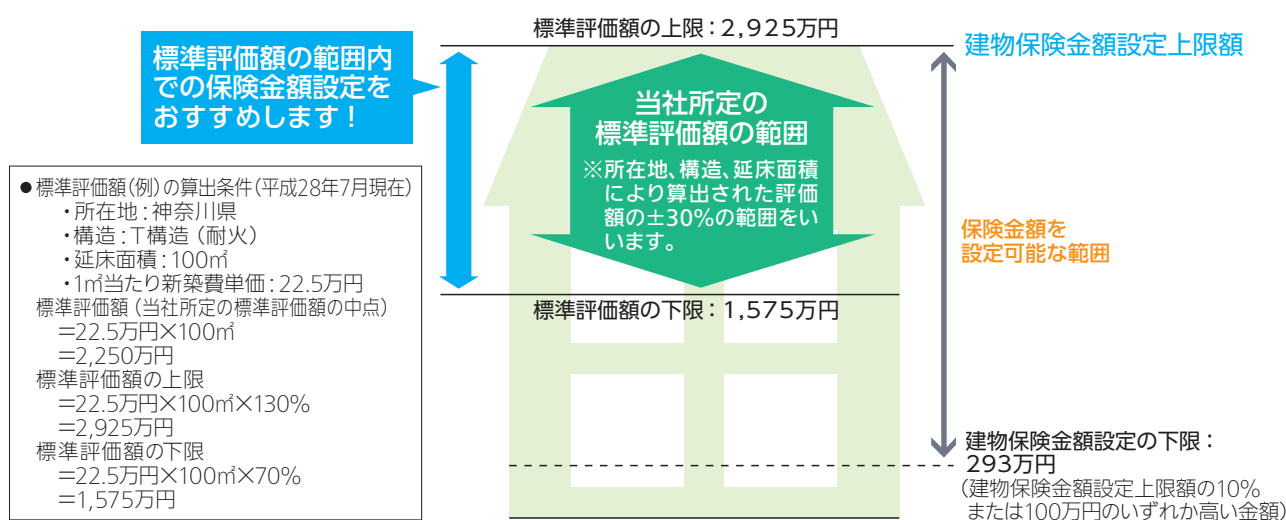 標準評価額の上限：2,925万円
建物保険金額設定上限額
標準評価額の範囲内
での保険金額設定を
おすすめします！
当社所定の
標準評価額の範囲
※所在地、構造、延床面積
により算出された評価
額の±30%の範囲をい
います。
●標準評価額(例)の算出条件(平成28年7月現在)
・所在地：神奈川県
・構造：T構造（耐火）
・延床面積：100㎡
・1㎡当たり新築費単価：22.5万円
標準評価額（当社所定の標準評価額の中点）
＝22.5万円×100㎡
＝2,250万円
標準評価額の上限
＝22.5万円×100㎡×130%
＝2,925万円
標準評価額の下限
＝22.5万円×100㎡×70%
＝1,575万円
保険金額を
設定可能な範囲
標準評価額の下限：1,575万円
建物保険金額設定の下限：
293万円
（建物保険金額設定上限額の10%
または100万円のいずれか高い金額）